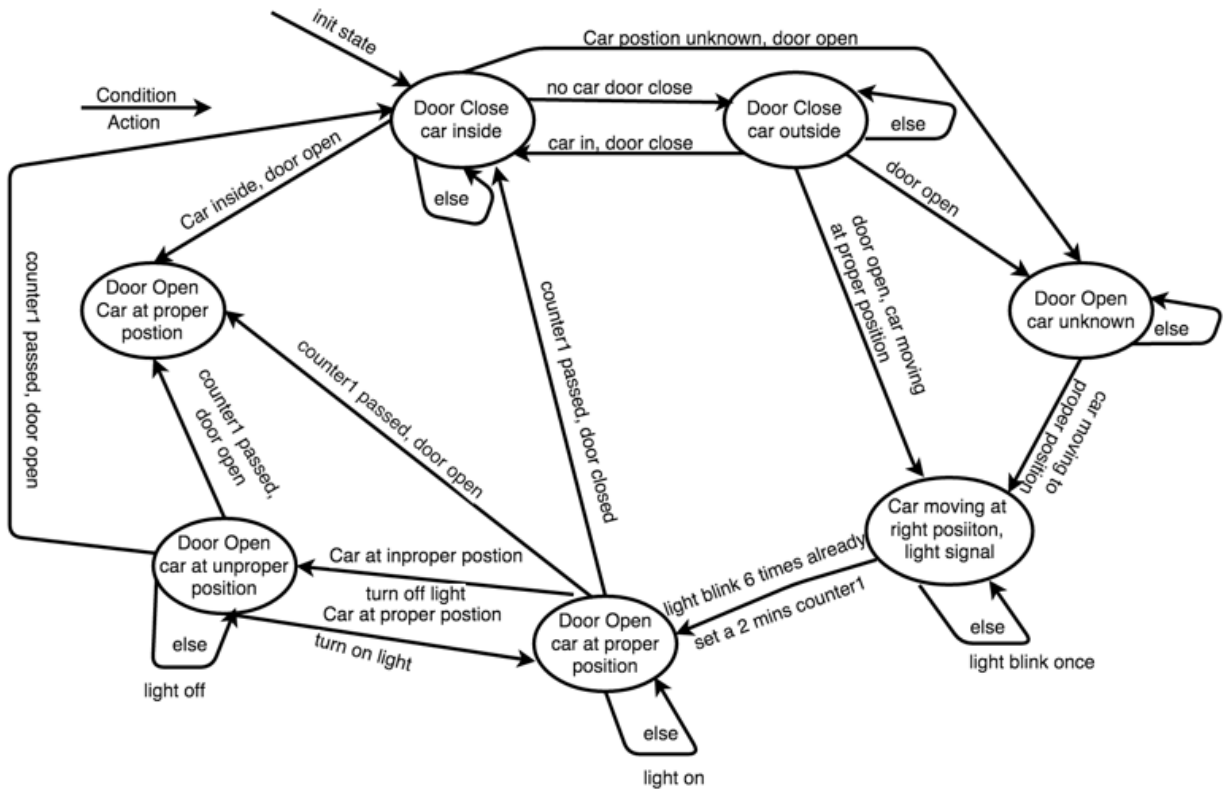 init state
Car postion unknown, door open
Condition
Action
Door Close
car inside
no car door close
Door Close
car outside
else
car in, door close
else
Car inside, door open
door open
door open, car moving
at proper position
counter1 passed, door open
Door Open
Car at proper
postion
counter1 passed, door closed
Door Open
car unknown
else
counter1 passed,
door open
counter1 passed, door open
car moving to
proper position
Car moving at
right posiiton,
light signal
Door Open
car at unproper
position
Car at inproper postion
turn off light
Car at proper postion
turn on light
light blink 6 times already
set a 2 mins counter1
Door Open
car at proper
position
else
light off
else
light blink once
else
light on